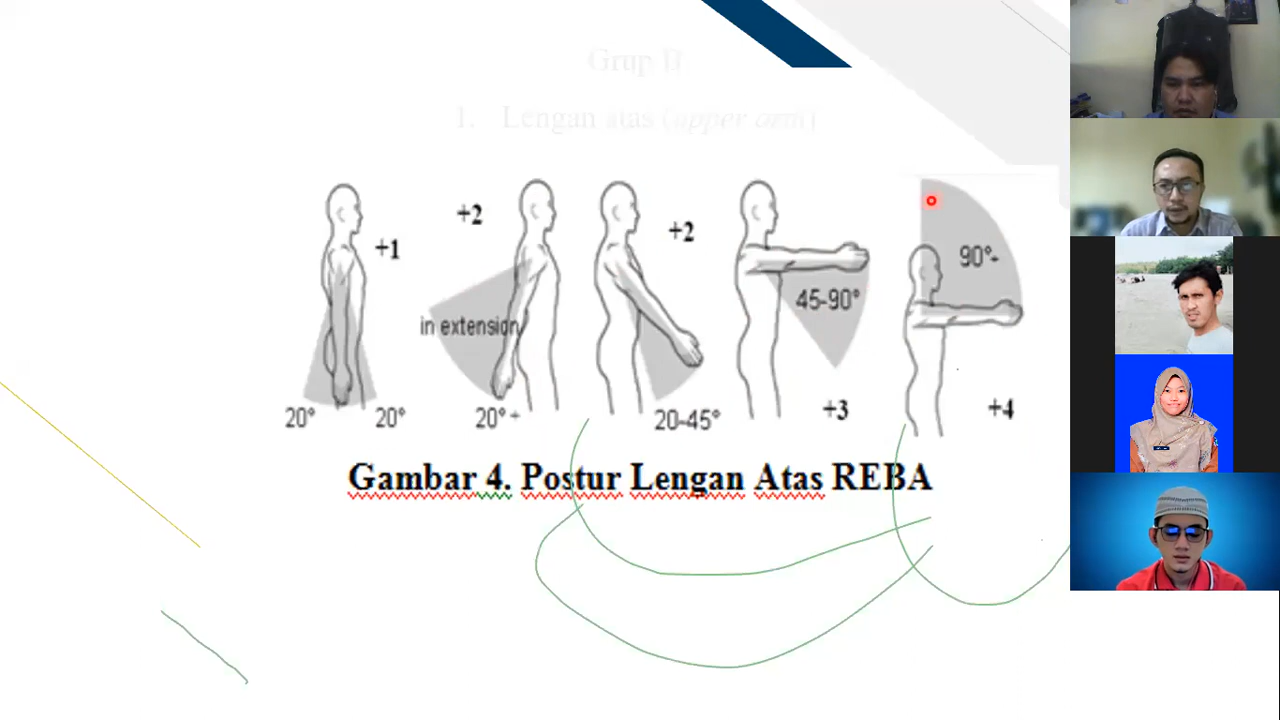 Grup B
1. Lengan atas (upper arm)
+1
+2
+2
+3
+4
in extension
45-90°
90°+
20°
20°
20° +
20-45°
Gambar 4. Postur Lengan Atas REBA